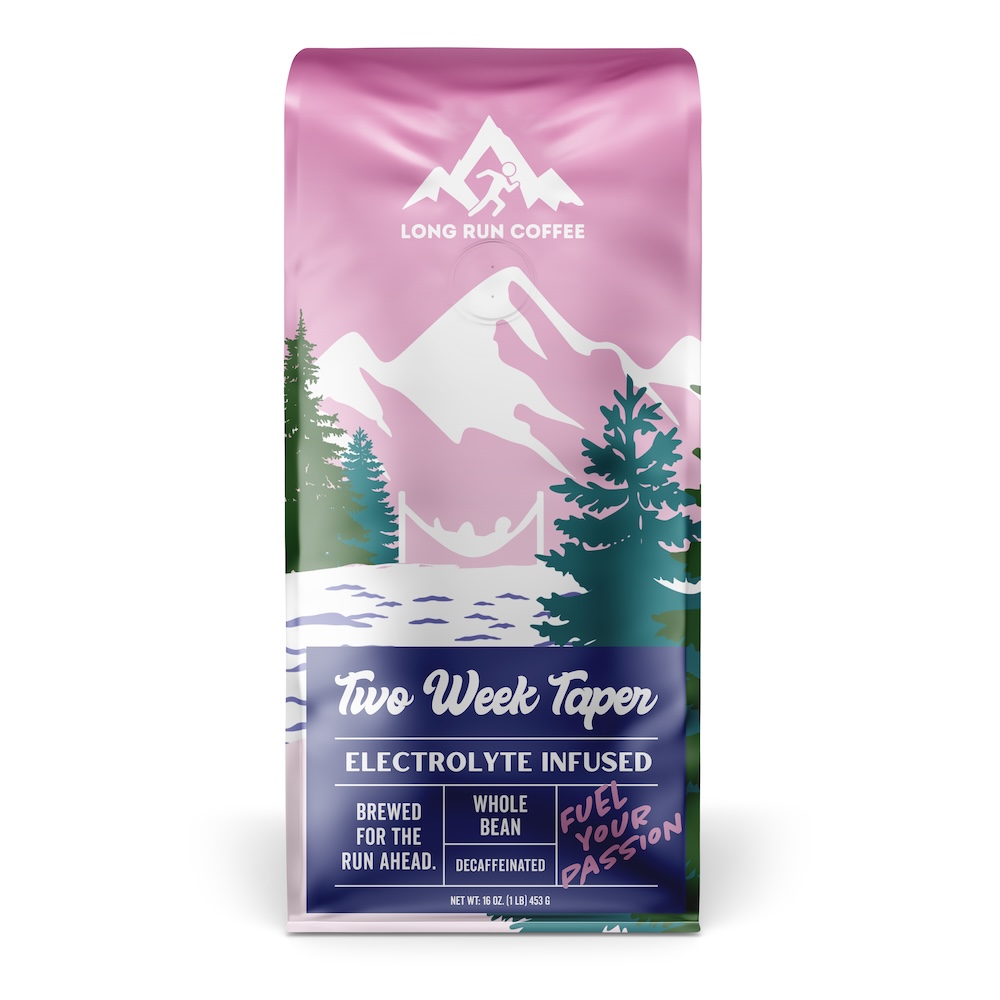 LONG RUN COFFEE
Two Week Taper
ELECTROLYTE INFUSED
BREWED
FOR THE
RUN AHEAD.
WHOLE
BEAN
DECAFFEINATED
FUEL
YOUR
PASSION
NET WT: 16 OZ. (1 LB) 453 G